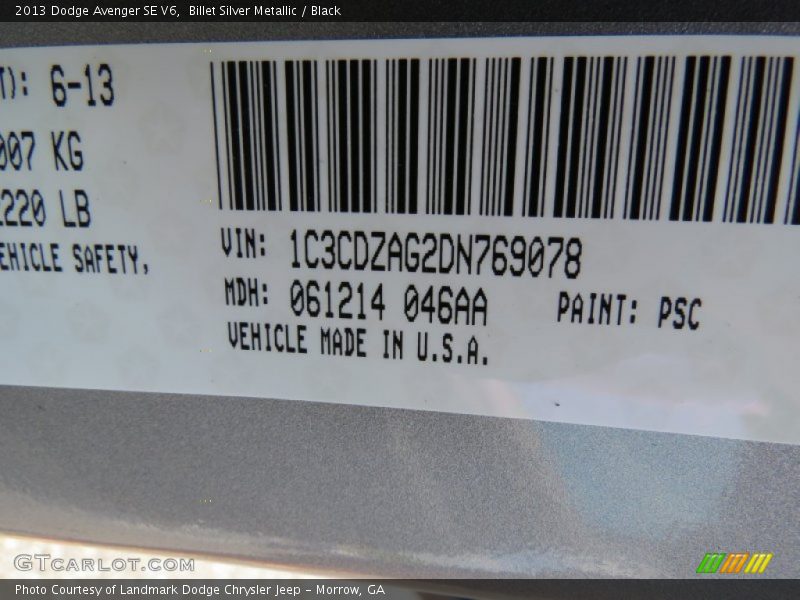 2013 Dodge Avenger SE V6,  Billet Silver Metallic / Black
T): 6-13
007 KG
220 LB
EHICLE SAFETY,
VIN: 1C3CDZAG2DN769078
MDH: 061214 046AA PAINT: PSC
VEHICLE MADE IN U.S.A.
GTCARLOT.COM
Photo Courtesy of Landmark Dodge Chrysler Jeep – Morrow, GA